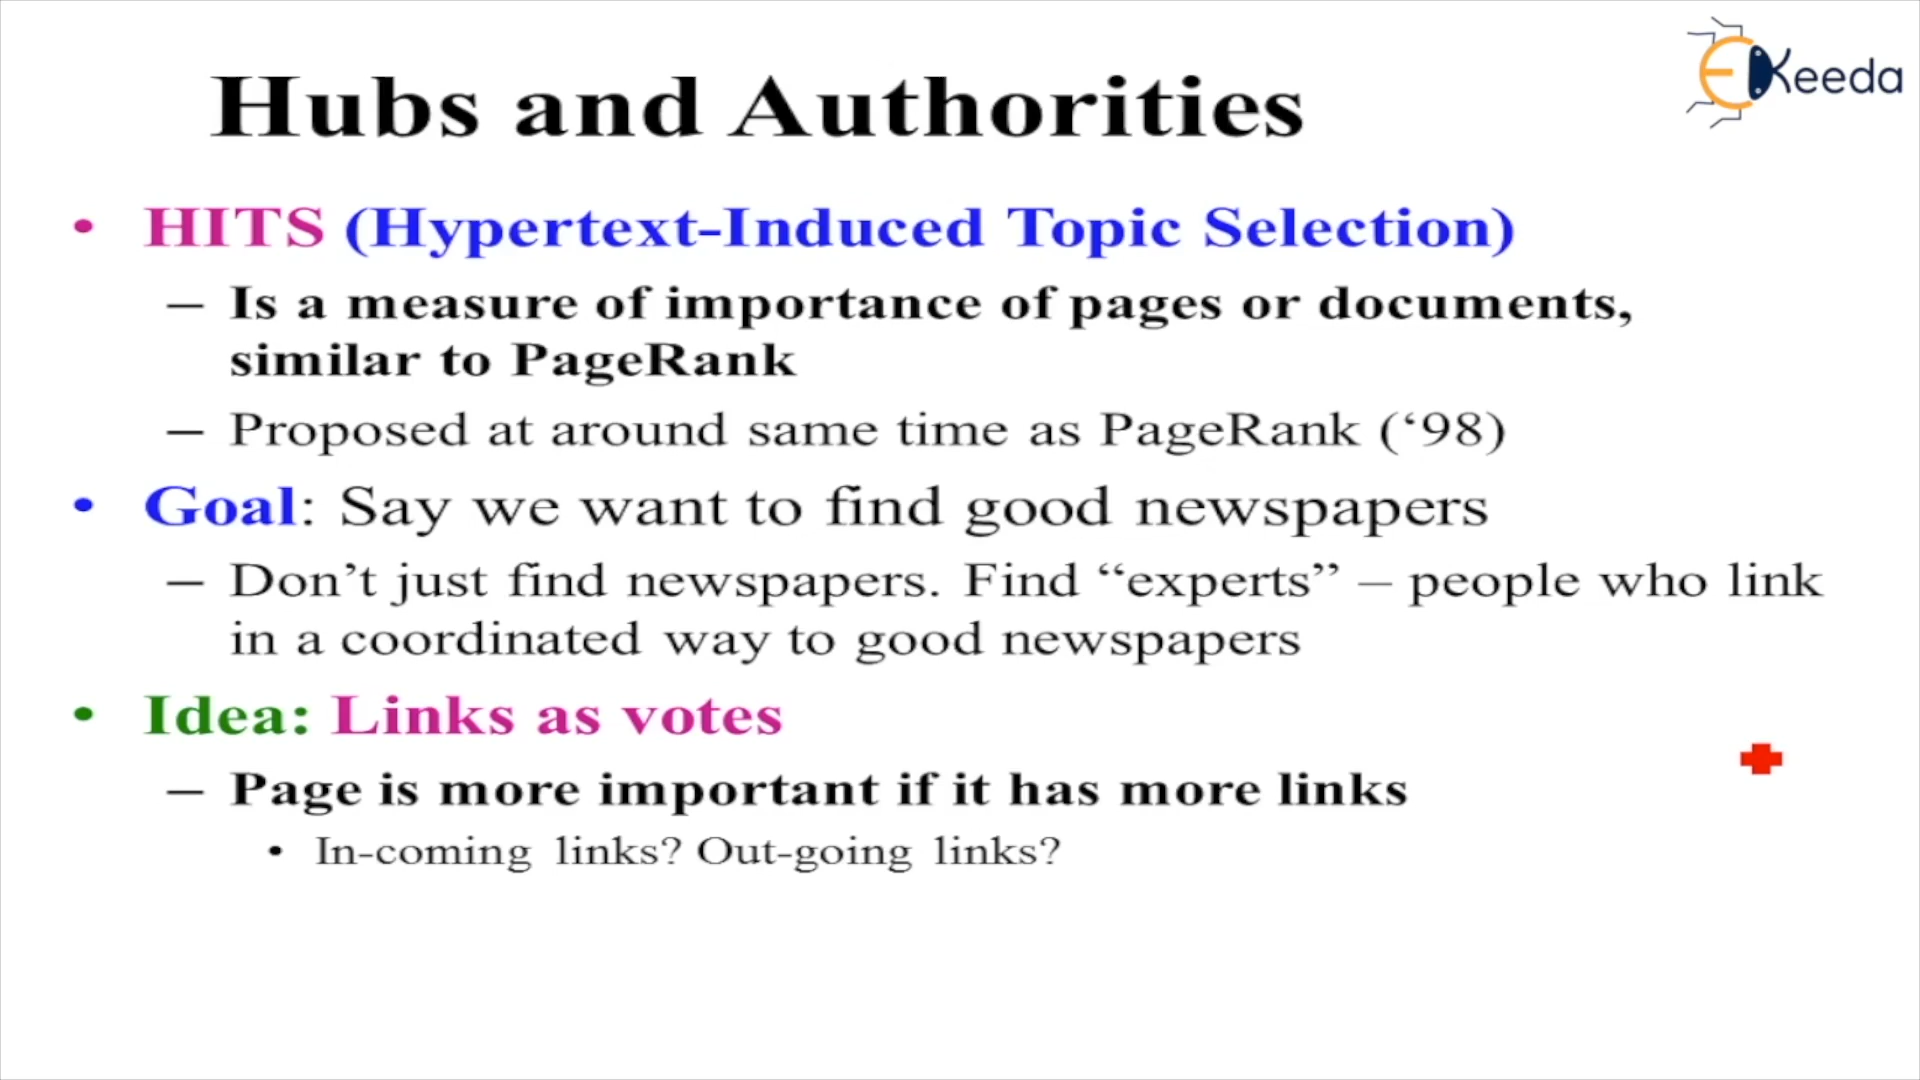 Hubs and Authorities
EKeeda
• HITS (Hypertext-Induced Topic Selection)
– Is a measure of importance of pages or documents,
similar to PageRank
– Proposed at around same time as PageRank (‘98)
• Goal: Say we want to find good newspapers
– Don’t just find newspapers. Find “experts” – people who link
in a coordinated way to good newspapers
• Idea: Links as votes
– Page is more important if it has more links
• In-coming links? Out-going links?